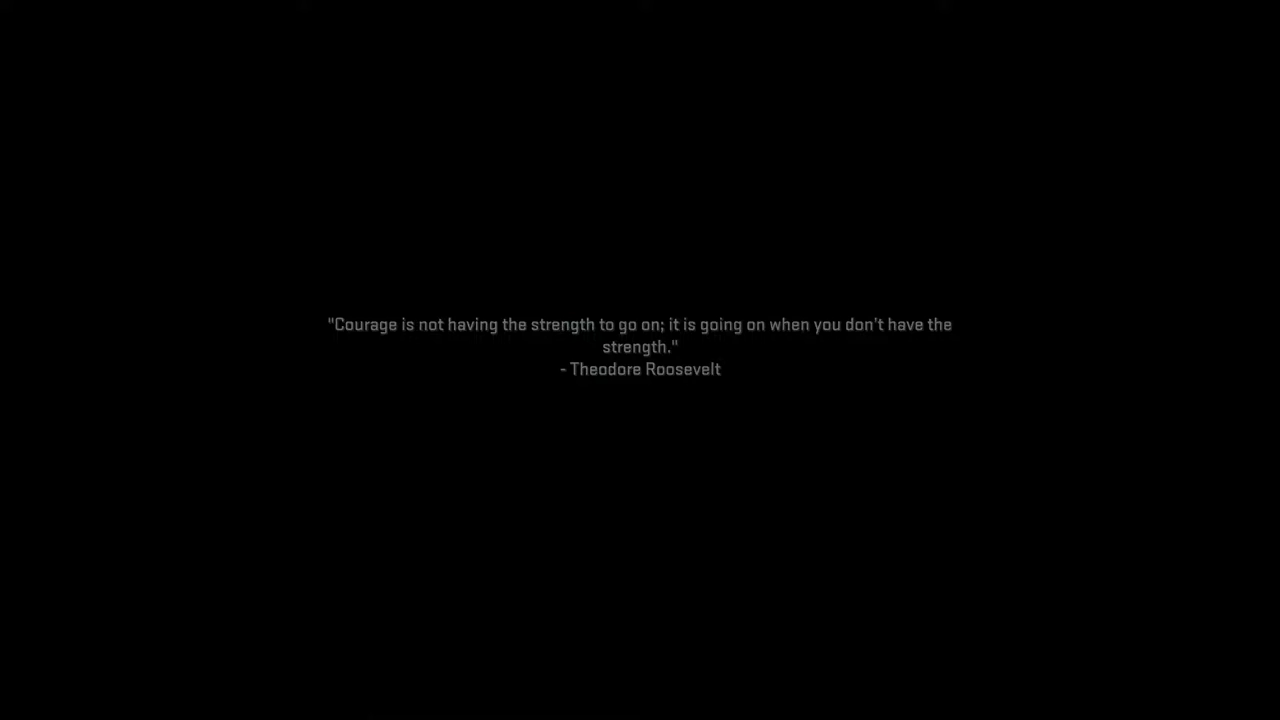 "Courage is not having the strength to go on; it is going on when you don't have the
strength."
- Theodore Roosevelt